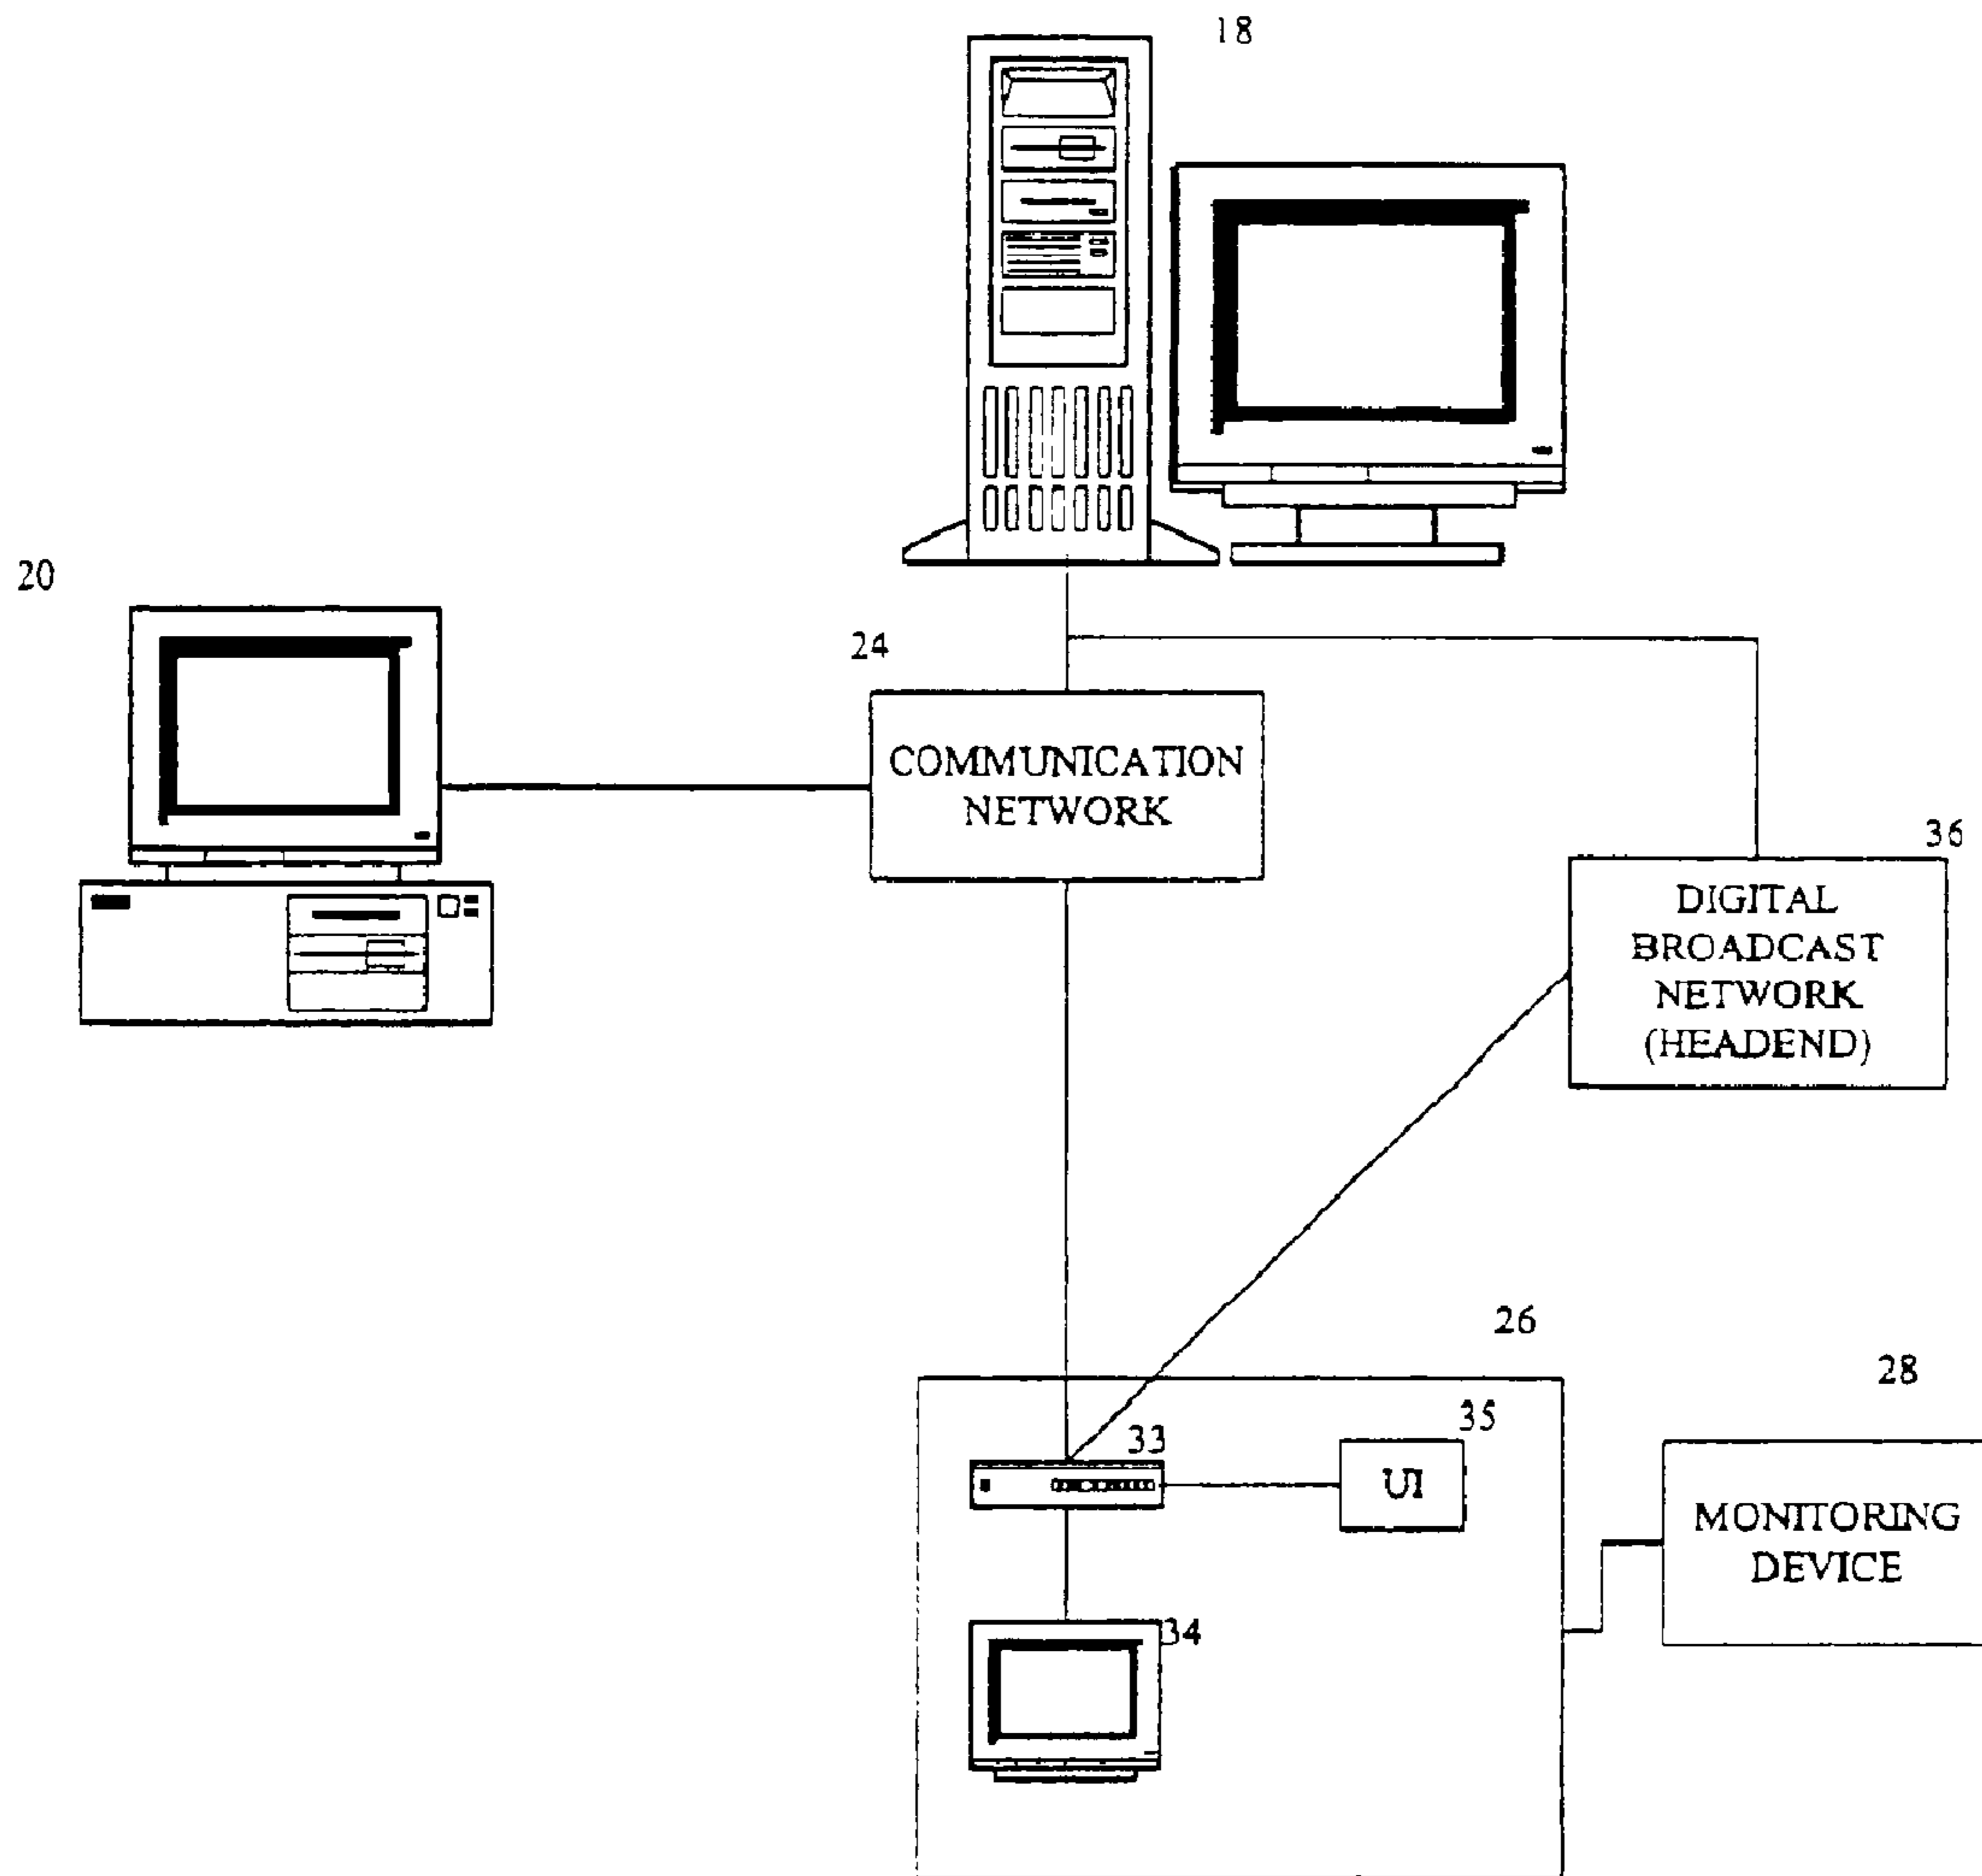 18
20
24
COMMUNICATION
NETWORK
36
DIGITAL
BROADCAST
NETWORK
(HEADEND)
26
28
35
33
UI
MONITORING
DEVICE
34